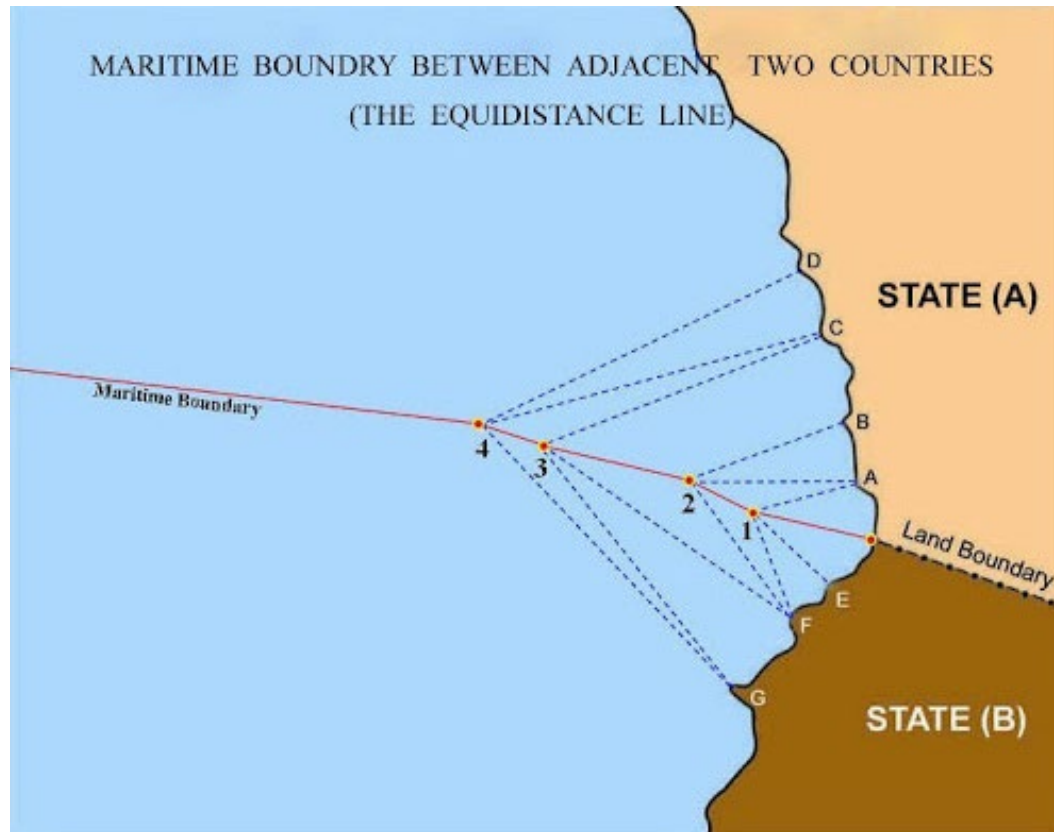 MARITIME BOUNDRY BETWEEN ADJACENT TWO COUNTRIES
(THE EQUIDISTANCE LINE)
D
STATE (A)
C
Maritime Boundary
B
4
3
A
2
1
Land Boundary
E
F
G
STATE (B)